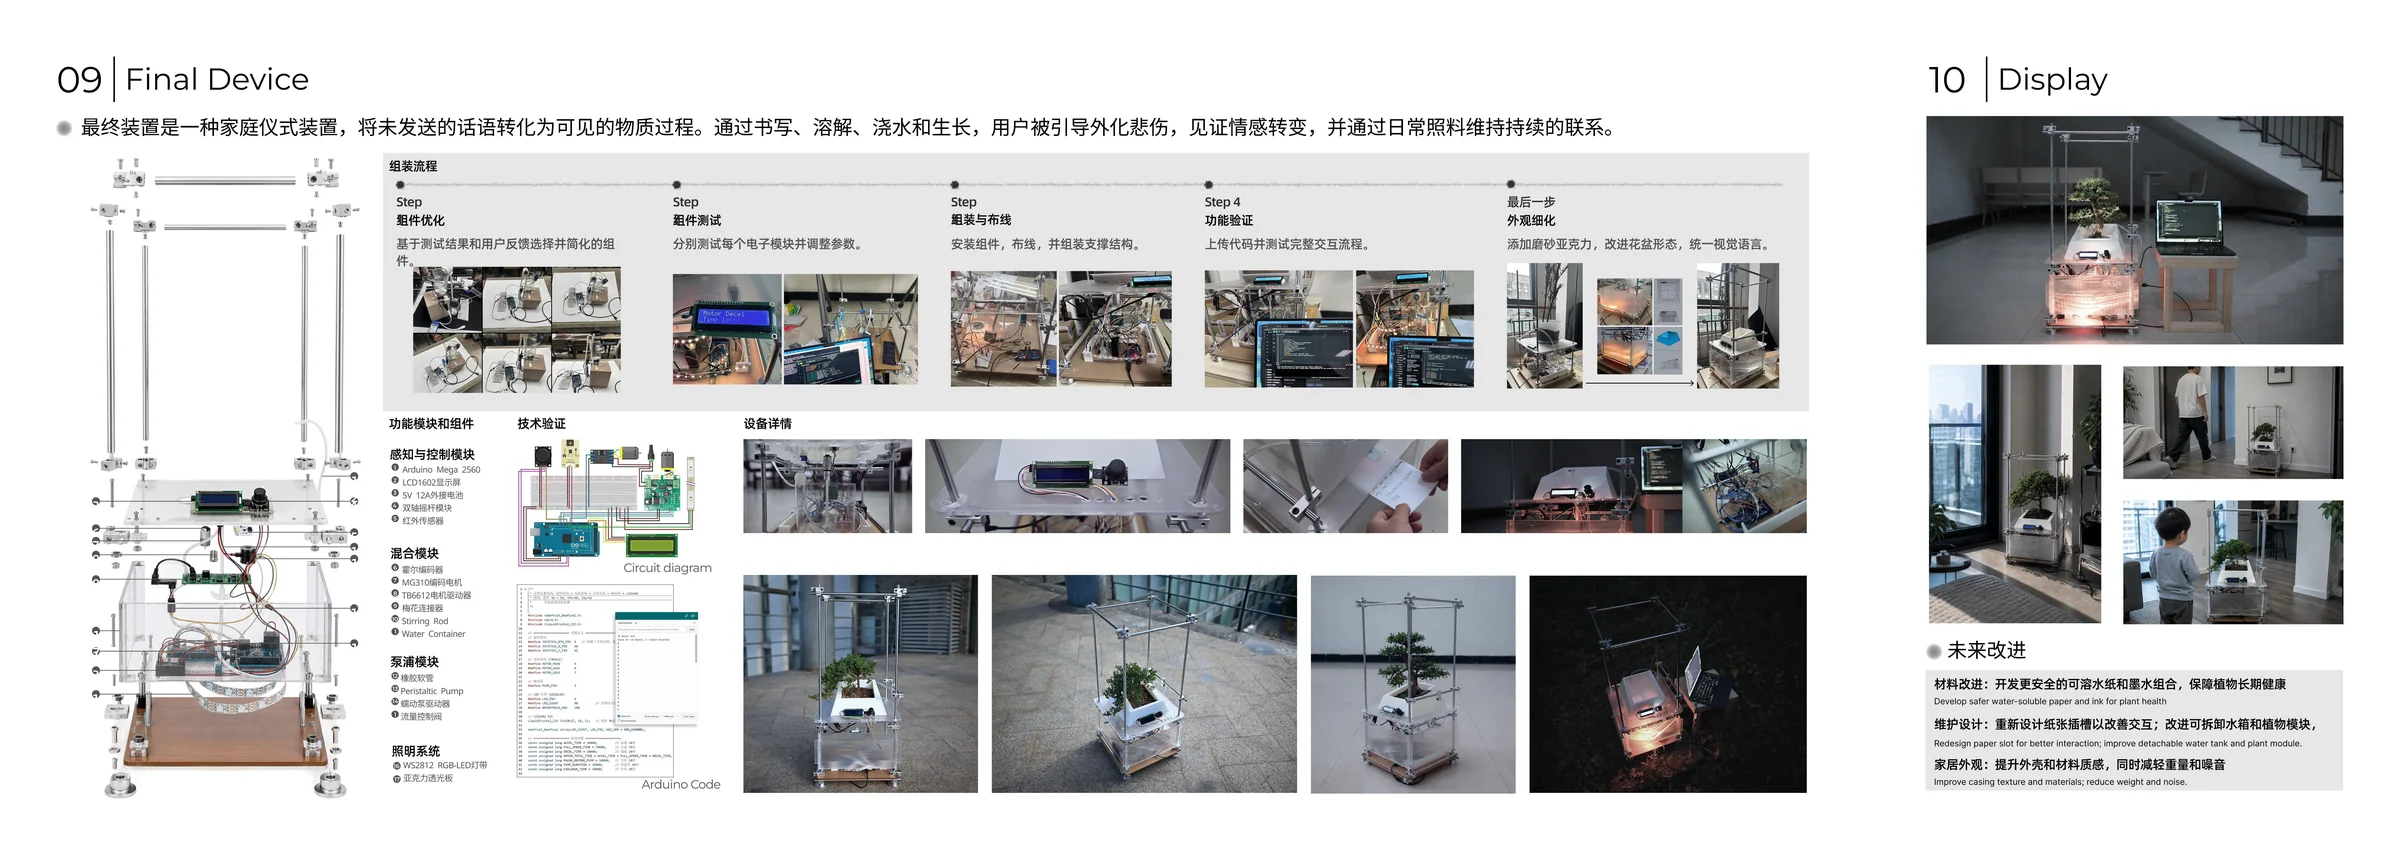 09 Final Device
最终装置是一种家庭仪式装置，将未发送的话语转化为可见的物质过程。通过书写、溶解、浇水和生长，用户被引导外化悲伤，见证情感转变，并通过日常照料维持持续的联系。
组装流程
Step
组件优化
基于测试结果和用户反馈选择并简化的组
件。
Step
组件测试
分别测试每个电子模块并调整参数。
Step
组装与布线
安装组件，布线，并组装支撑结构。
Step 4
功能验证
上传代码并测试完整交互流程。
最后一步
外观细化
添加磨砂亚克力，改进花盆形态，统一视觉语言。
Motor Decel
功能模块和组件
感知与控制模块
1 Arduino Mega 2560
2 LCD1602显示屏
3 5V 12A外接电池
4 双轴摇杆模块
5 红外传感器
混合模块
6 霍尔编码器
7 MG310编码电机
8 TB6612电机驱动器
9 梅花连接器
10 Stirring Rod
1 Water Container
泵浦模块
12 橡胶软管
13 Peristaltic Pump
14 蠕动泵驱动器
1 流量控制阀
照明系统
16 WS2812 RGB-LED灯带
17 亚克力透光板
技术验证
Circuit diagram
Arduino Code
设备详情
10 Display
未来改进
材料改进：开发更安全的可溶水纸和墨水组合，保障植物长期健康
Develop safer water-soluble paper and ink for plant health
维护设计：重新设计纸张插槽以改善交互；改进可拆卸水箱和植物模块，
Redesign paper slot for better interaction; improve detachable water tank and plant module.
家居外观：提升外壳和材料质感，同时减轻重量和噪音
Improve casing texture and materials; reduce weight and noise.